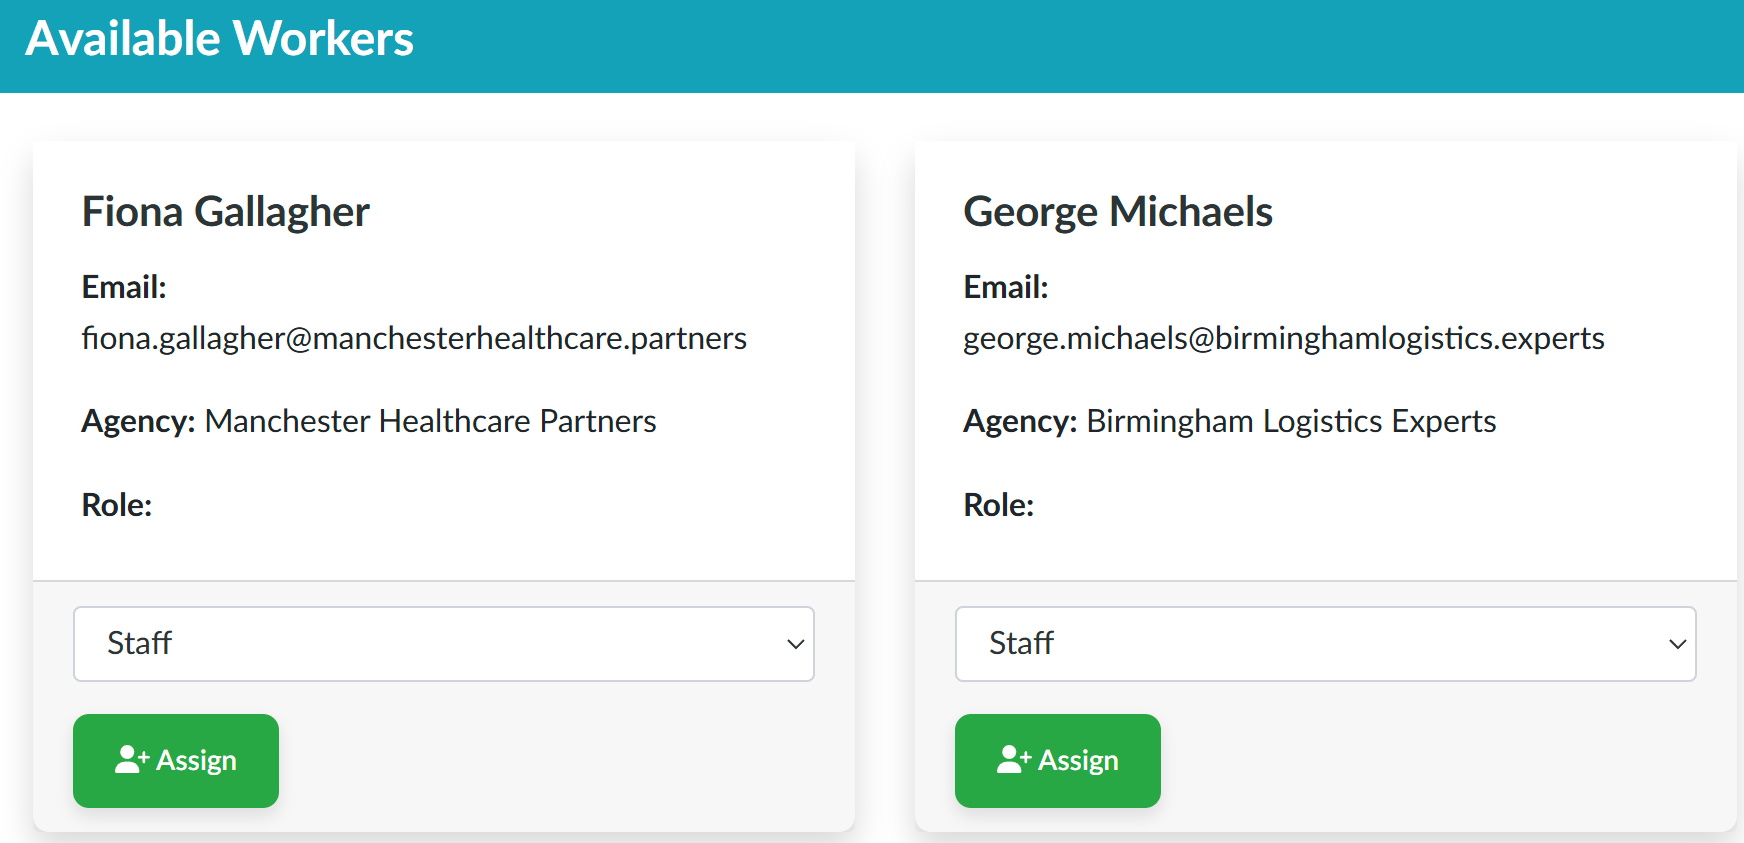 Available Workers
Fiona Gallagher
Email:
fiona.gallagher@manchesterhealthcare.partners
Agency: Manchester Healthcare Partners
Role:
Staff
Assign
George Michaels
Email:
george.michaels@birminghamlogistics.experts
Agency: Birmingham Logistics Experts
Role:
Staff
Assign